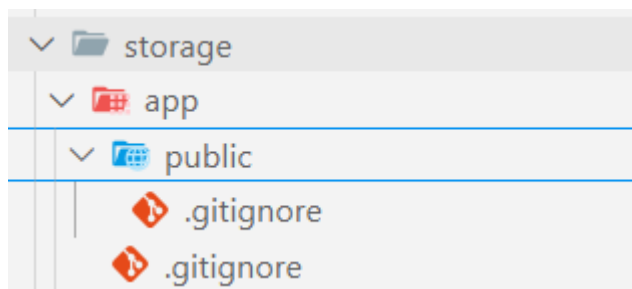 storage
app
public
.gitignore
.gitignore